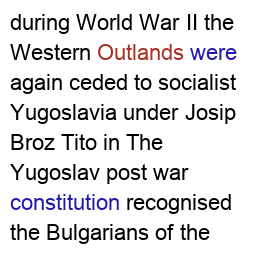 during World War II the
Western Outlands were
again ceded to socialist
Yugoslavia under Josip
Broz Tito in The
Yugoslav post war
constitution recognised
the Bulgarians of the